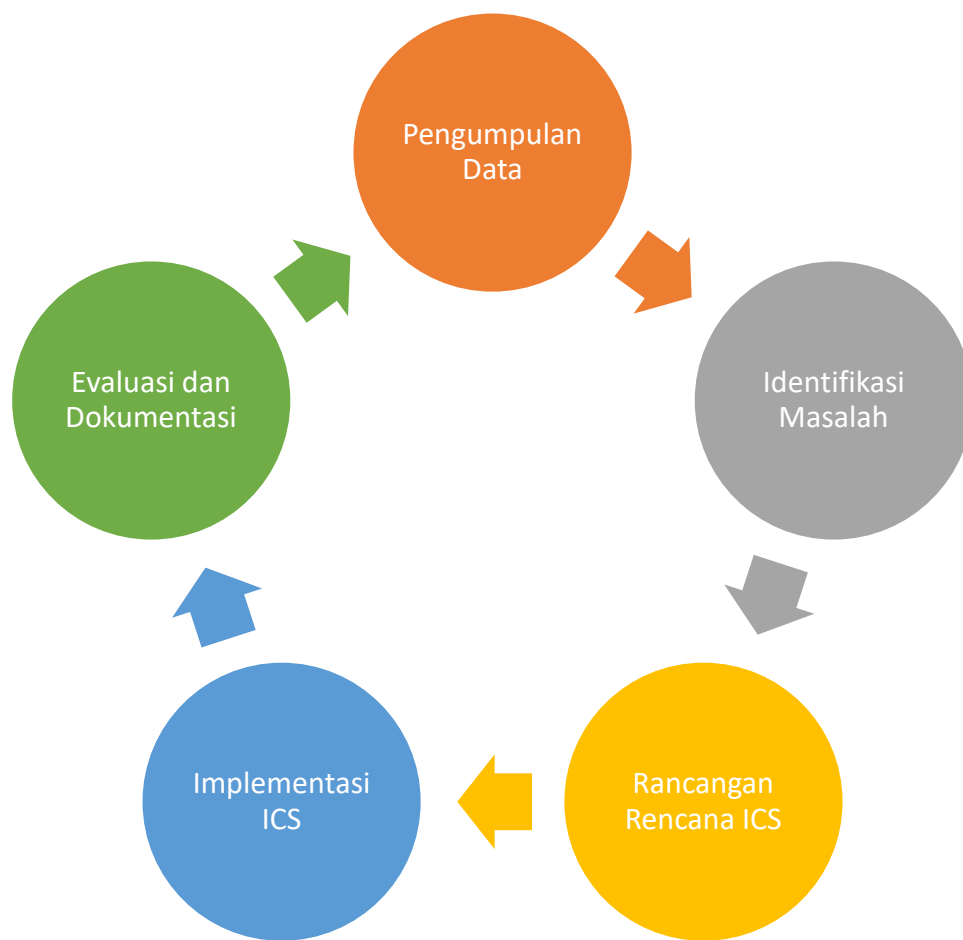 Pengumpulan
Data
Identifikasi
Masalah
Rancangan
Rencana ICS
Implementasi
ICS
Evaluasi dan
Dokumentasi